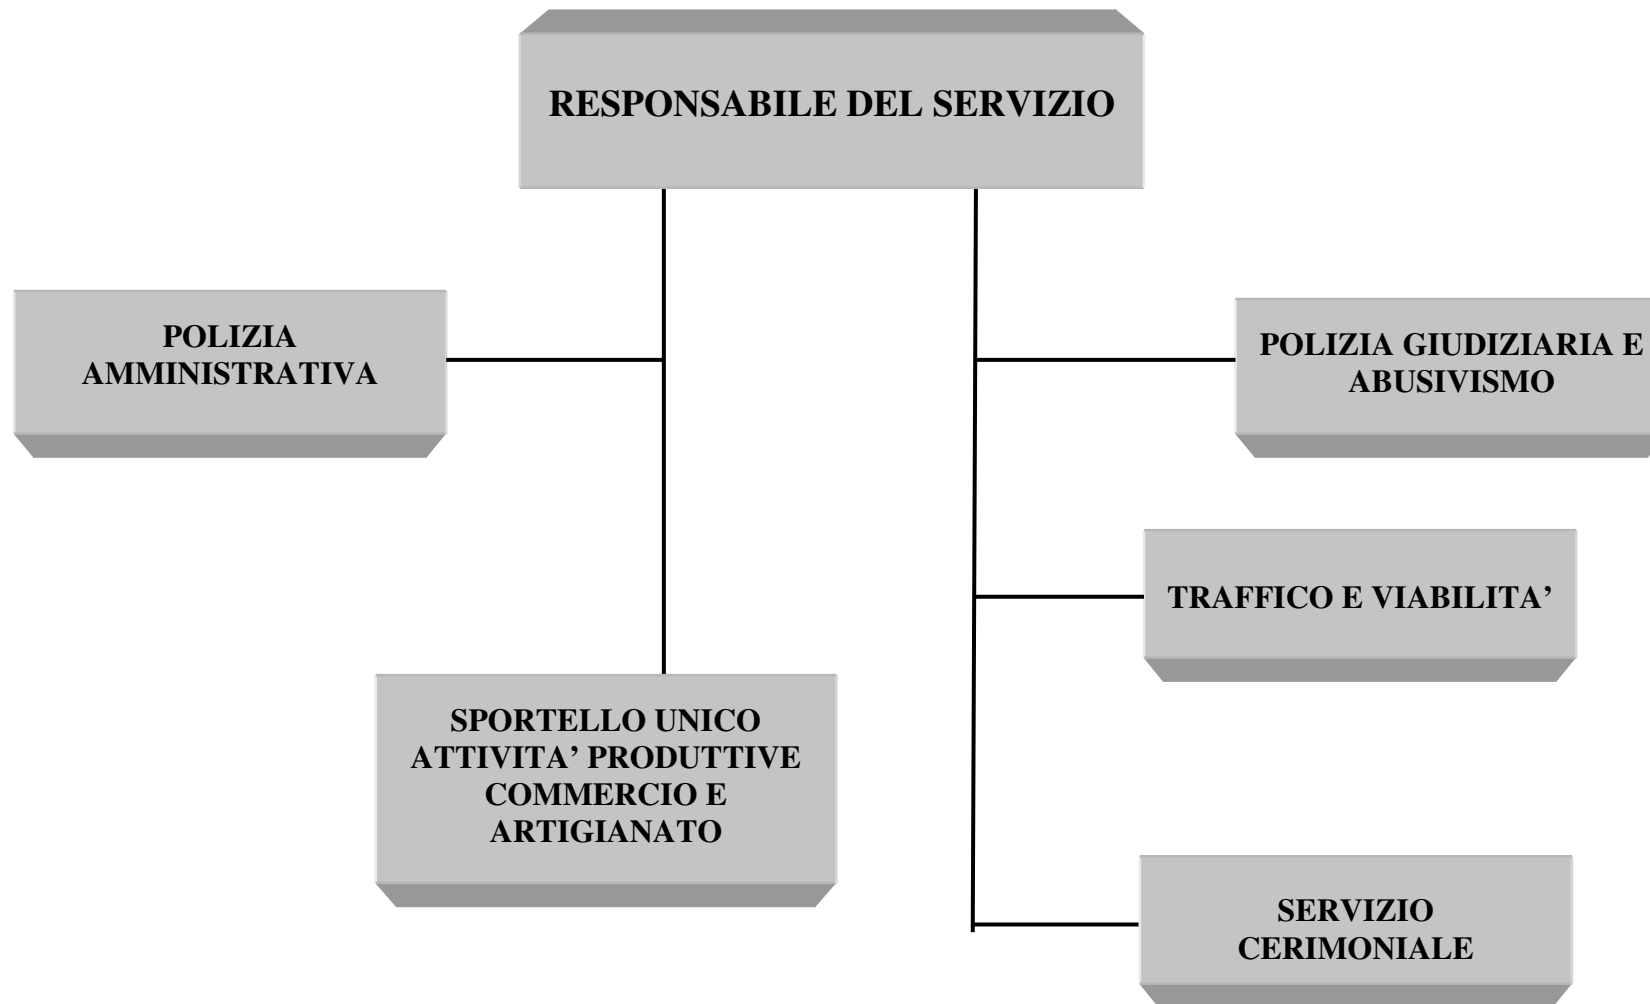 RESPONSABILE DEL SERVIZIO
POLIZIA
AMMINISTRATIVA
POLIZIA GIUDIZIARIA E
ABUSIVISMO
TRAFFICO E VIABILITA’
SPORTELLO UNICO
ATTIVITA’ PRODUTTIVE
COMMERCIO E
ARTIGIANATO
SERVIZIO
CERIMONIALE